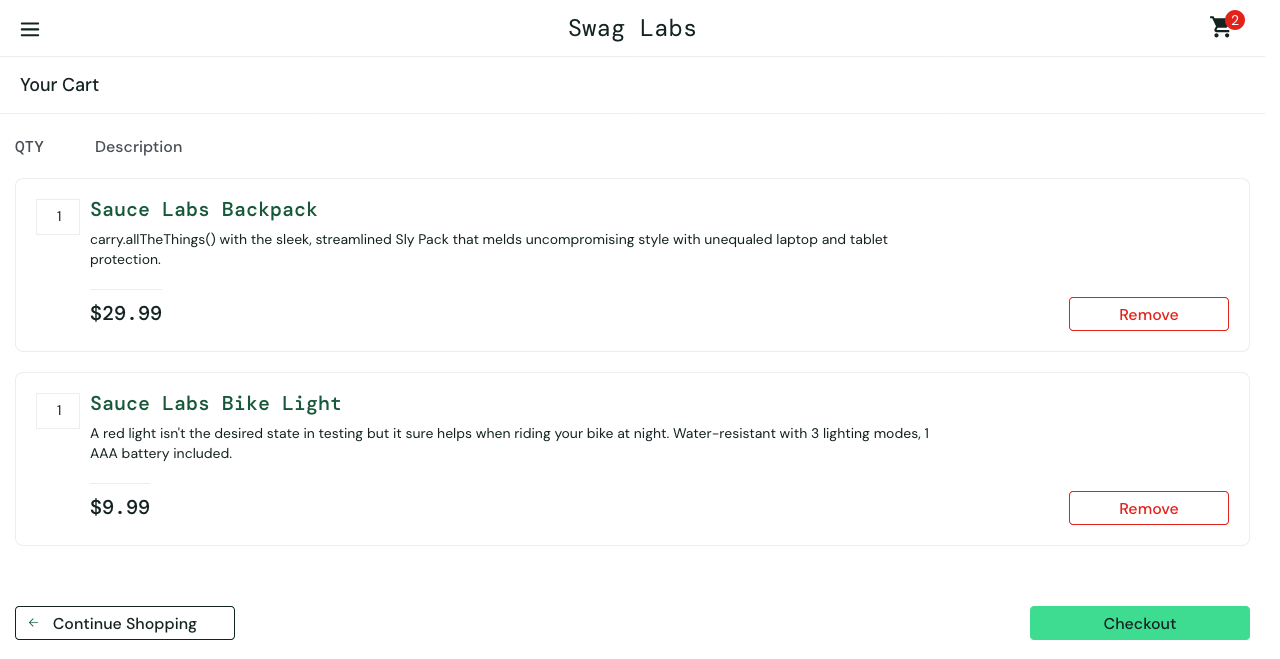 Swag Labs
2
Your Cart
QTY Description
1
Sauce Labs Backpack
carry.allTheThings() with the sleek, streamlined Sly Pack that melds uncompromising style with unequaled laptop and tablet
protection.
$29.99
Remove
1
Sauce Labs Bike Light
A red light isn't the desired state in testing but it sure helps when riding your bike at night. Water-resistant with 3 lighting modes, 1
AAA battery included.
$9.99
Remove
Continue Shopping
Checkout